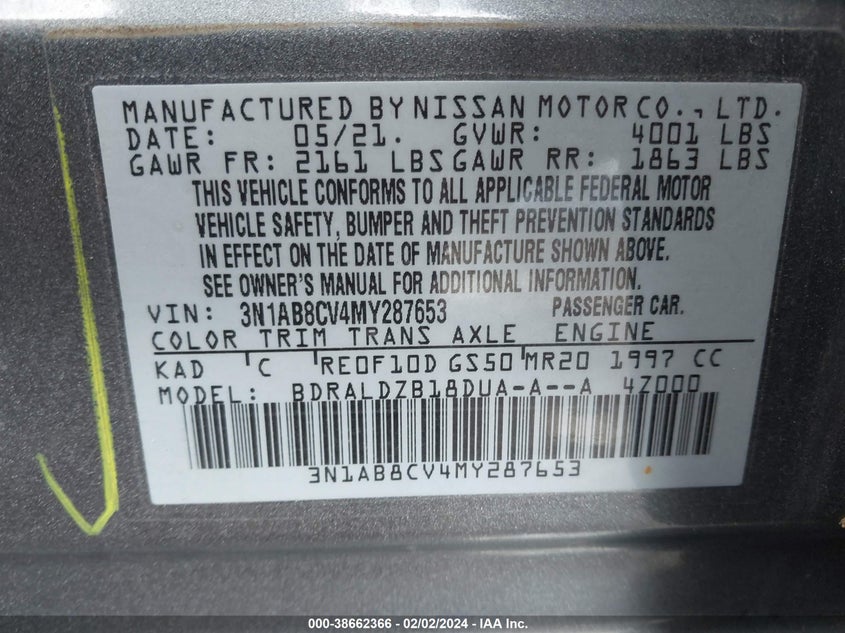 MANUFACTURED BY NISSAN MOTOR CO., LTD.
DATE: 05/21. GVWR: 4001 LBS
GAWR FR: 2161 LBS GAWR RR: 1863 LBS
THIS VEHICLE CONFORMS TO ALL APPLICABLE FEDERAL MOTOR
VEHICLE SAFETY, BUMPER AND THEFT PREVENTION STANDARDS
IN EFFECT ON THE DATE OF MANUFACTURE SHOWN ABOVE.
SEE OWNER'S MANUAL FOR ADDITIONAL INFORMATION.
VIN: 3N1AB8CV4MY287653 PASSENGER CAR.
COLOR TRIM TRANS AXLE ENGINE
KAD C RE0F10D GS50 MR20 1997 CC
MODEL: BDRALDZB18DUA-A--A 4Z000
3N1AB8CV4MY287653
000-38662366 - 02/02/2024 - IAA Inc.